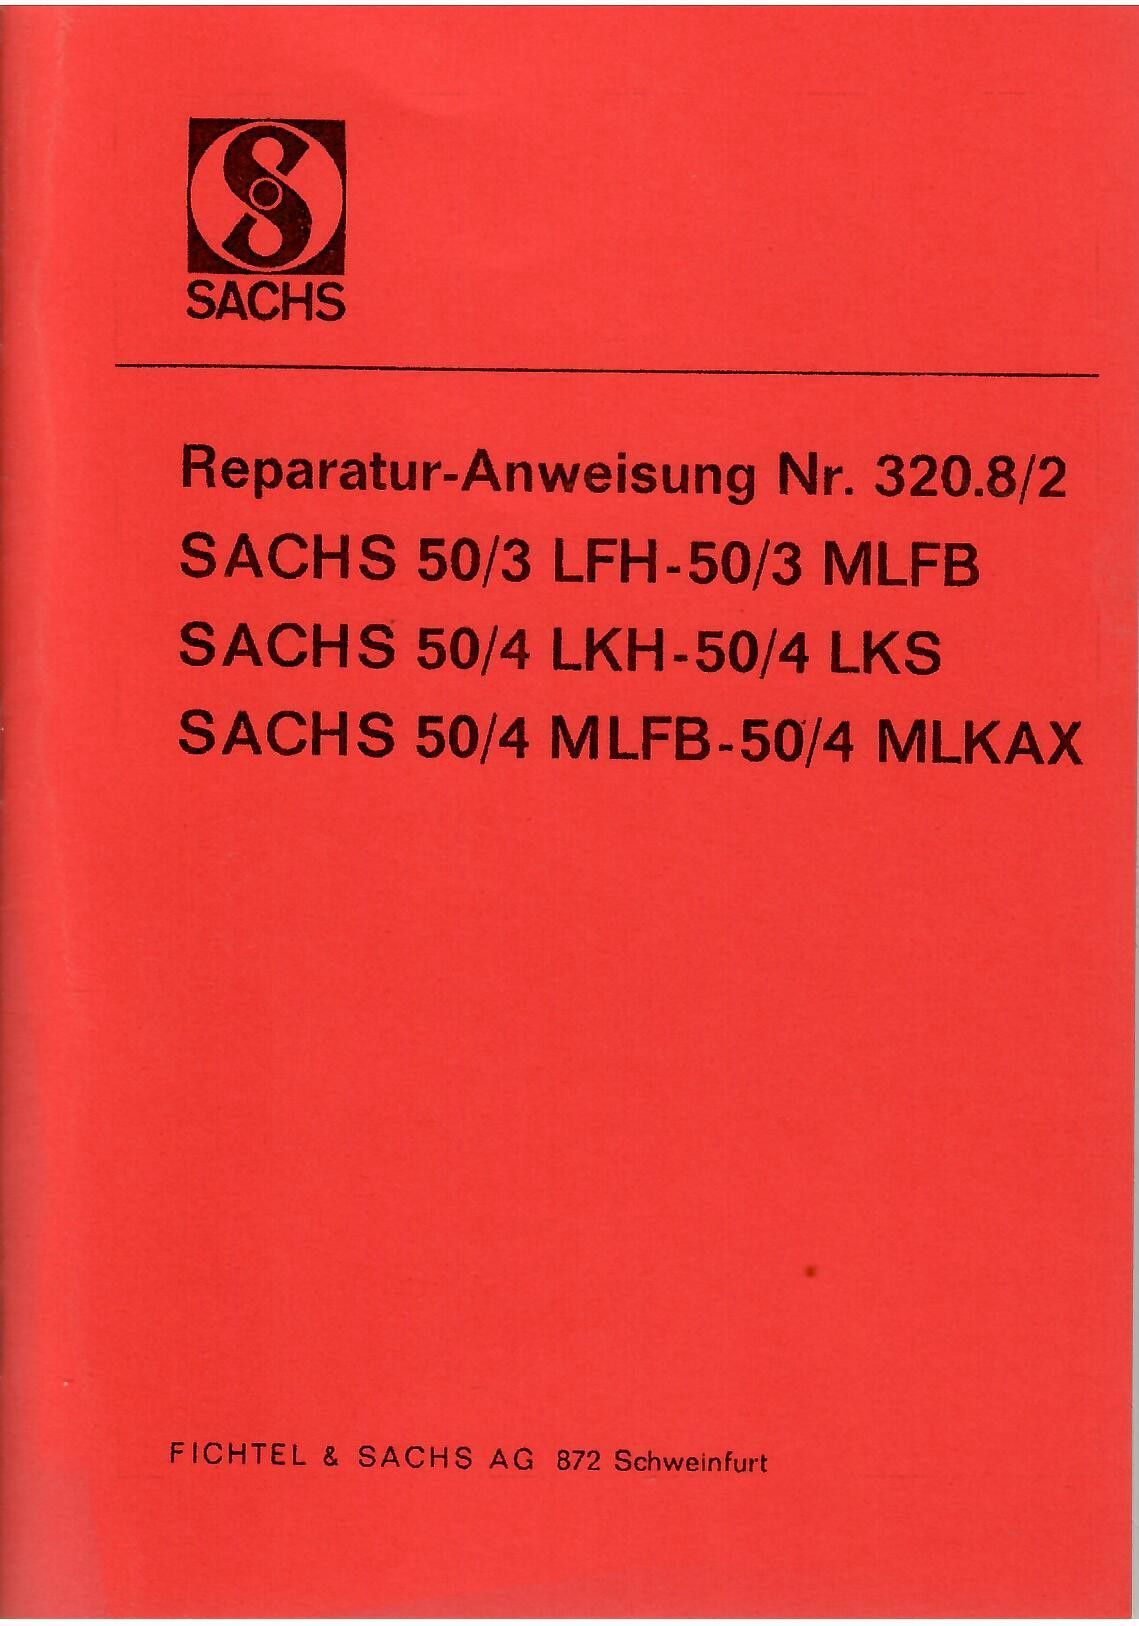 SACHS
Reparatur-Anweisung Nr. 320.8/2
SACHS 50/3 LFH-50/3 MLFB
SACHS 50/4 LKH-50/4 LKS
SACHS 50/4 MLFB-50/4 MLKAX
FICHTEL & SACHS AG 872 Schweinfurt